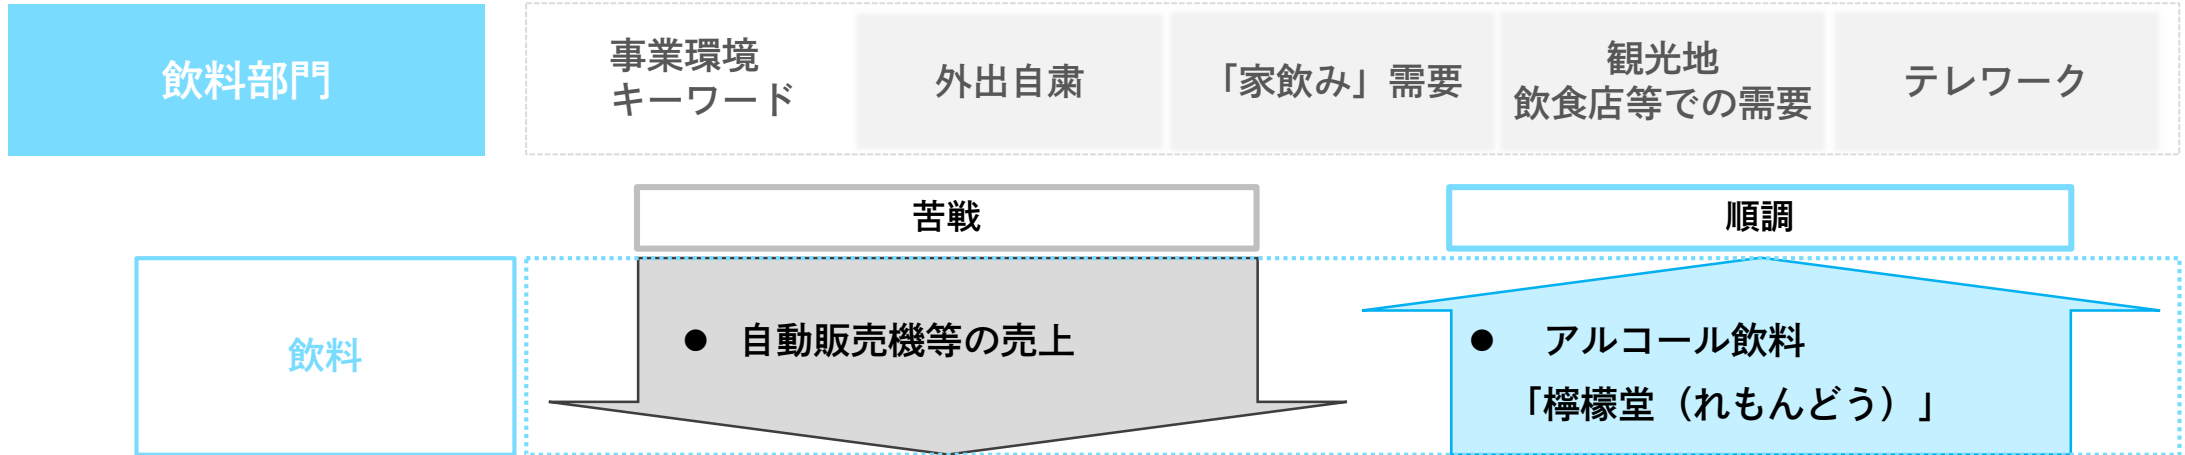 飲料部門
事業環境
キーワード
外出自粛
「家飲み」需要
観光地
飲食店等での需要
テレワーク
苦戦
順調
飲料
● 自動販売機等の売上
● アルコール飲料
「檸檬堂（れもんどう）」